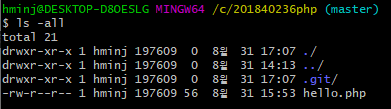 hminj@DESKTOP-D8OESLG MINGW64 /c/201840236php (master)
$ ls -all
total 21
drwxr-xr-x 1 hminj 197609  0  8월  31 17:07 ./
drwxr-xr-x 1 hminj 197609  0  8월  31 14:13 ../
drwxr-xr-x 1 hminj 197609  0  8월  31 17:07 .git/
-rw-r--r-- 1 hminj 197609 56  8월  31 15:53 hello.php